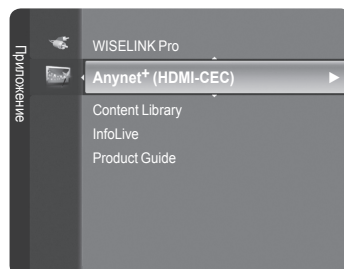 Приложение
WISELINK Pro
Anynet+ (HDMI-CEC)
Content Library
InfoLive
Product Guide